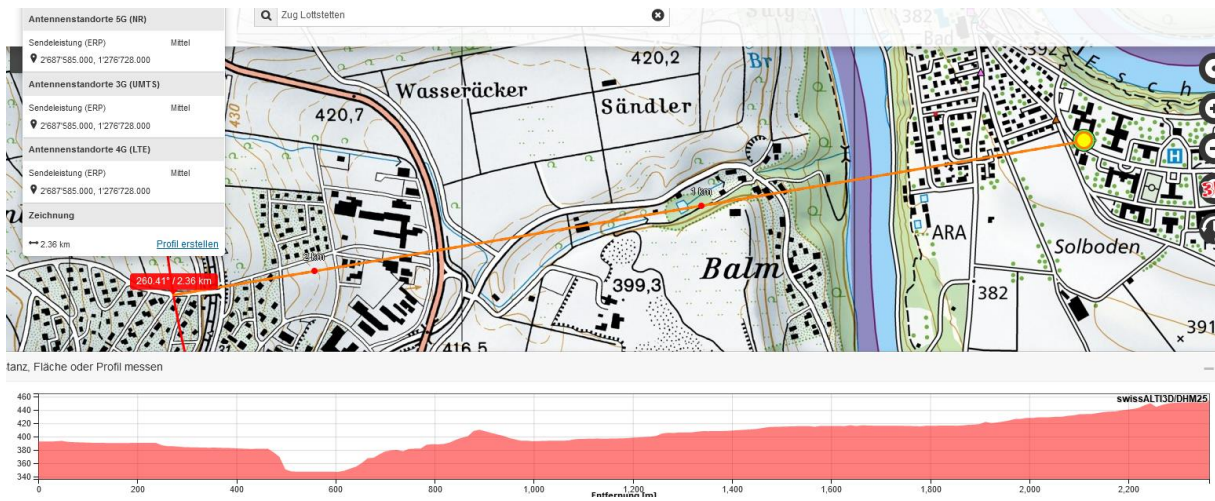 Zug Lottstetten
Antennenstandorte 5G (NR)
Sendeleistung (ERP) Mittel
2'687'585.000, 1'276'728.000
Antennenstandorte 3G (UMTS)
Sendeleistung (ERP) Mittel
2'687'585.000, 1'276'728.000
Antennenstandorte 4G (LTE)
Sendeleistung (ERP) Mittel
2'687'585.000, 1'276'728.000
Zeichnung
2.36 km Profil erstellen
382
Bad
392
420,2
Br
Wasseräcker
Sändler
430
420,7
H
1 km
2 km
260.41° / 2.36 km
ARA
Solboden
Balm
399,3
382
391
416,5
tanz, Fläche oder Profil messen
swissALTI3D/DHM25
460
440
420
400
380
360
340
0 200 400 600 800 1,000 1,200 1,400 1,600 1,800 2,000 2,200
Entfernung [m]